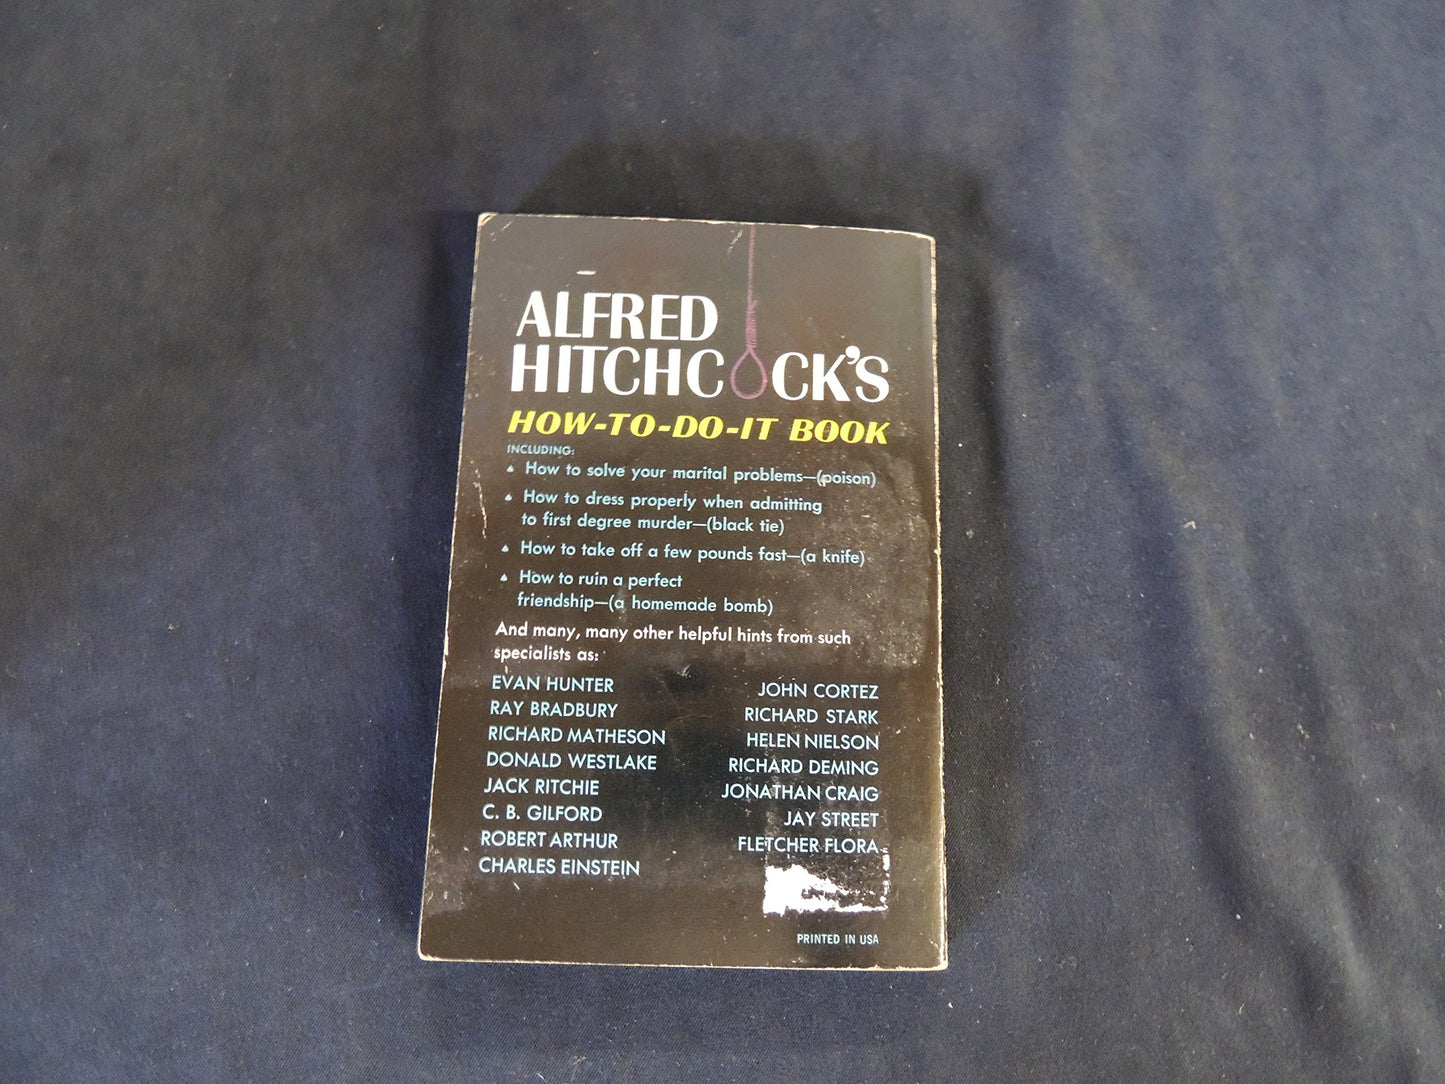 ALFRED
HITCHCOCK'S
HOW-TO-DO-IT BOOK
INCLUDING:
How to solve your marital problems—(poison)
How to dress properly when admitting
to first degree murder—(black tie)
How to take off a few pounds fast—(a knife)
How to ruin a perfect
friendship—(a homemade bomb)
And many, many other helpful hints from such
specialists as:
EVAN HUNTER
RAY BRADBURY
RICHARD MATHESON
DONALD WESTLAKE
JACK RITCHIE
C. B. GILFORD
ROBERT ARTHUR
CHARLES EINSTEIN
JOHN CORTEZ
RICHARD STARK
HELEN NIELSON
RICHARD DEMING
JONATHAN CRAIG
JAY STREET
FLETCHER FLORA
PRINTED IN USA